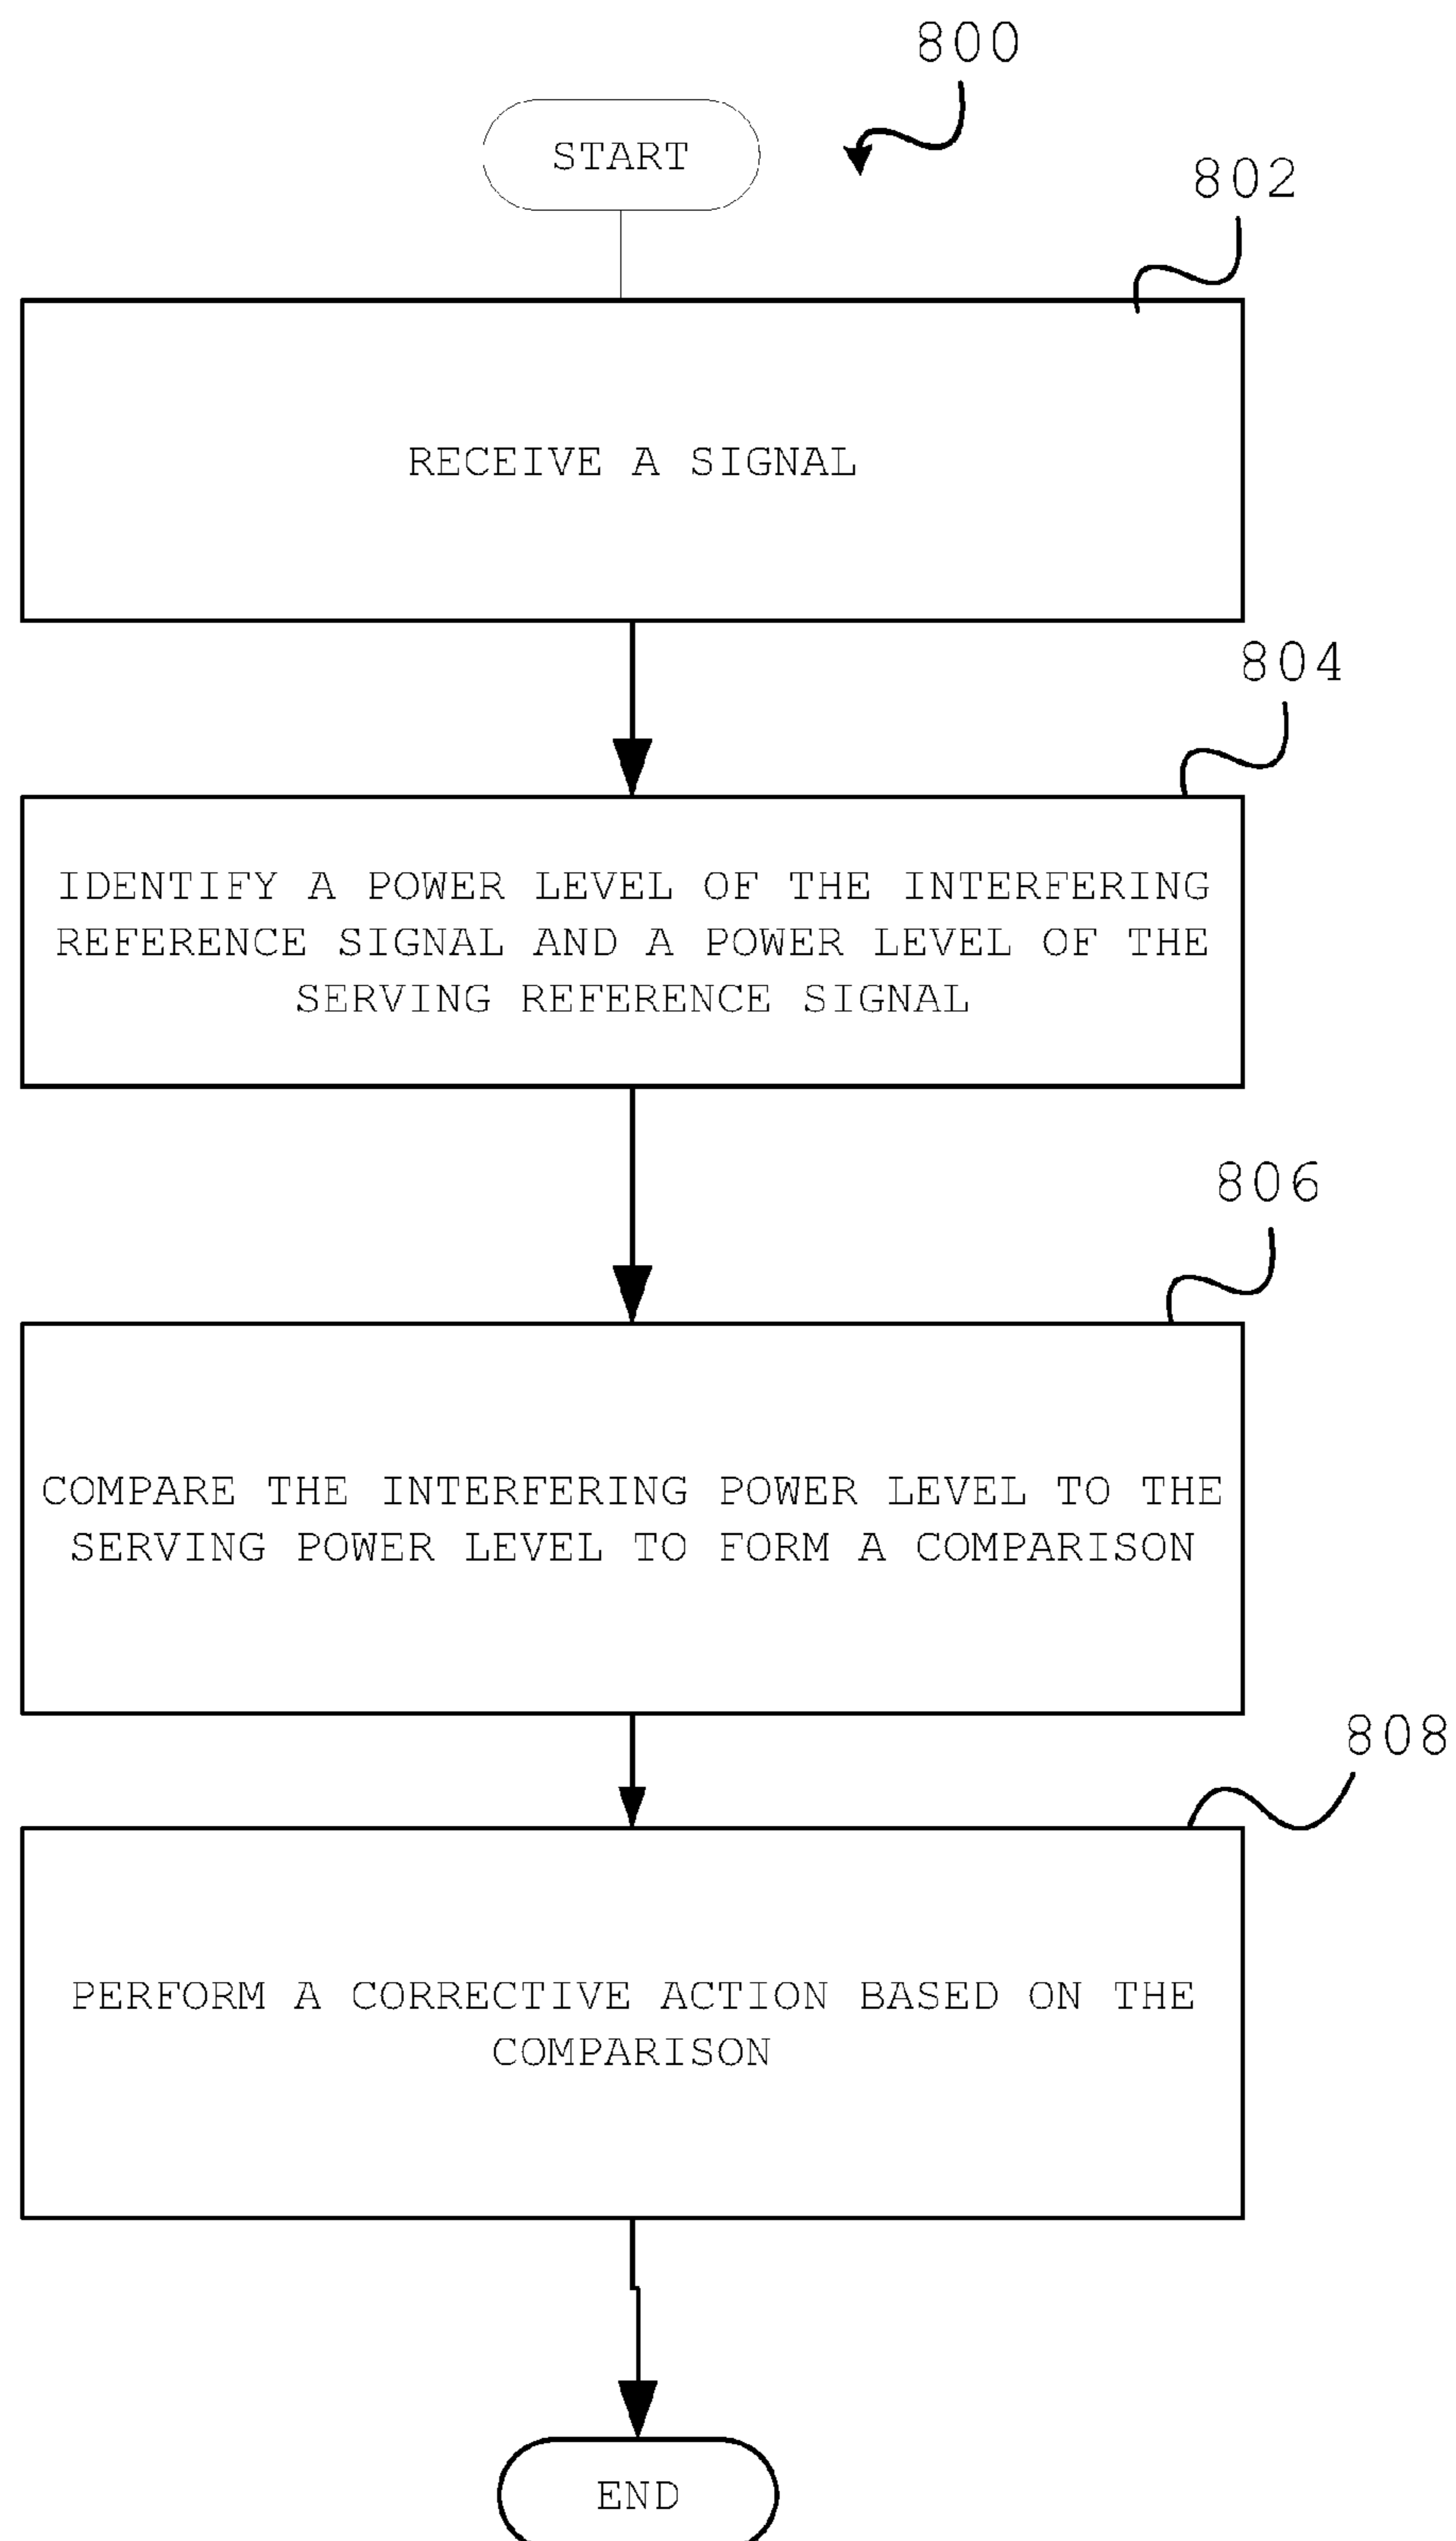 800
START
802
RECEIVE A SIGNAL
804
IDENTIFY A POWER LEVEL OF THE INTERFERING
REFERENCE SIGNAL AND A POWER LEVEL OF THE
SERVING REFERENCE SIGNAL
806
COMPARE THE INTERFERING POWER LEVEL TO THE
SERVING POWER LEVEL TO FORM A COMPARISON
808
PERFORM A CORRECTIVE ACTION BASED ON THE
COMPARISON
END